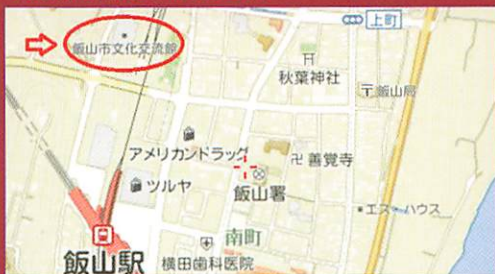 上町
飯山市文化交流館
秋葉神社
飯山局
アメリカンドラッグ
善覚寺
ツルヤ
飯山署
エスーハウス
南町
飯山駅
横田歯科医院